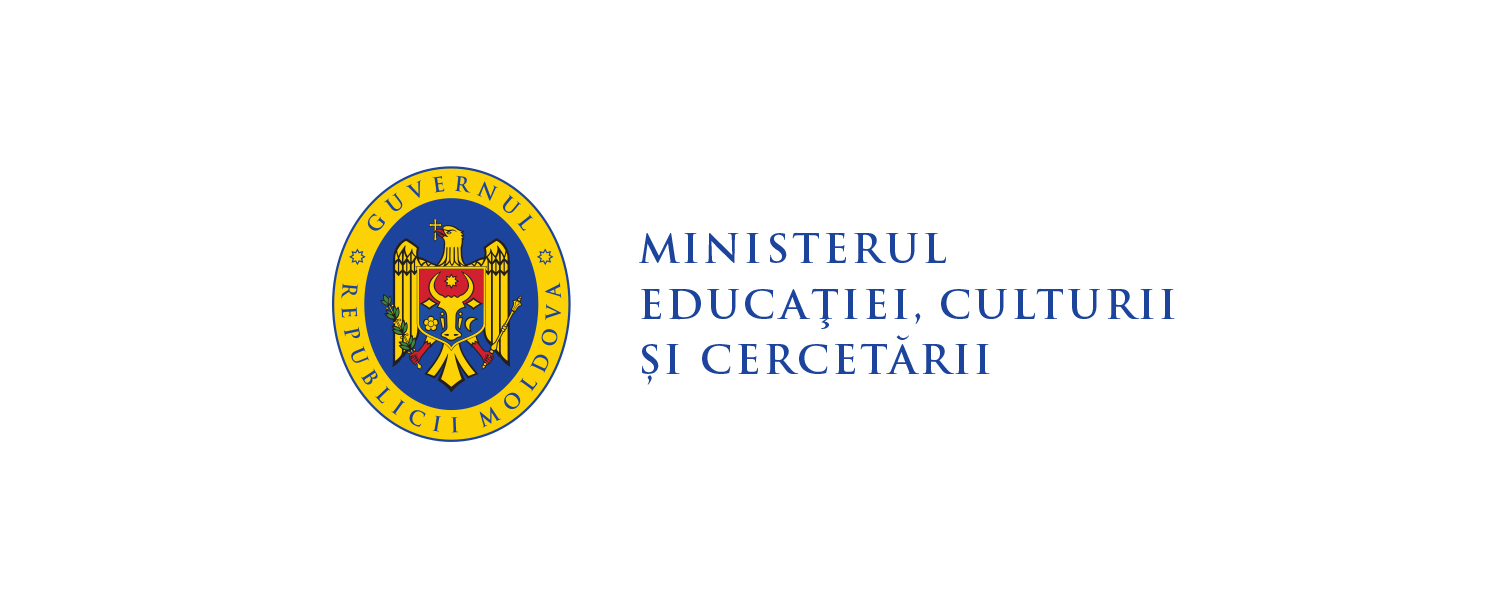 GUVERNUL
REPUBLICII MOLDOVA
MINISTERUL
EDUCAŢIEI, CULTURII
ȘI CERCETĂRII